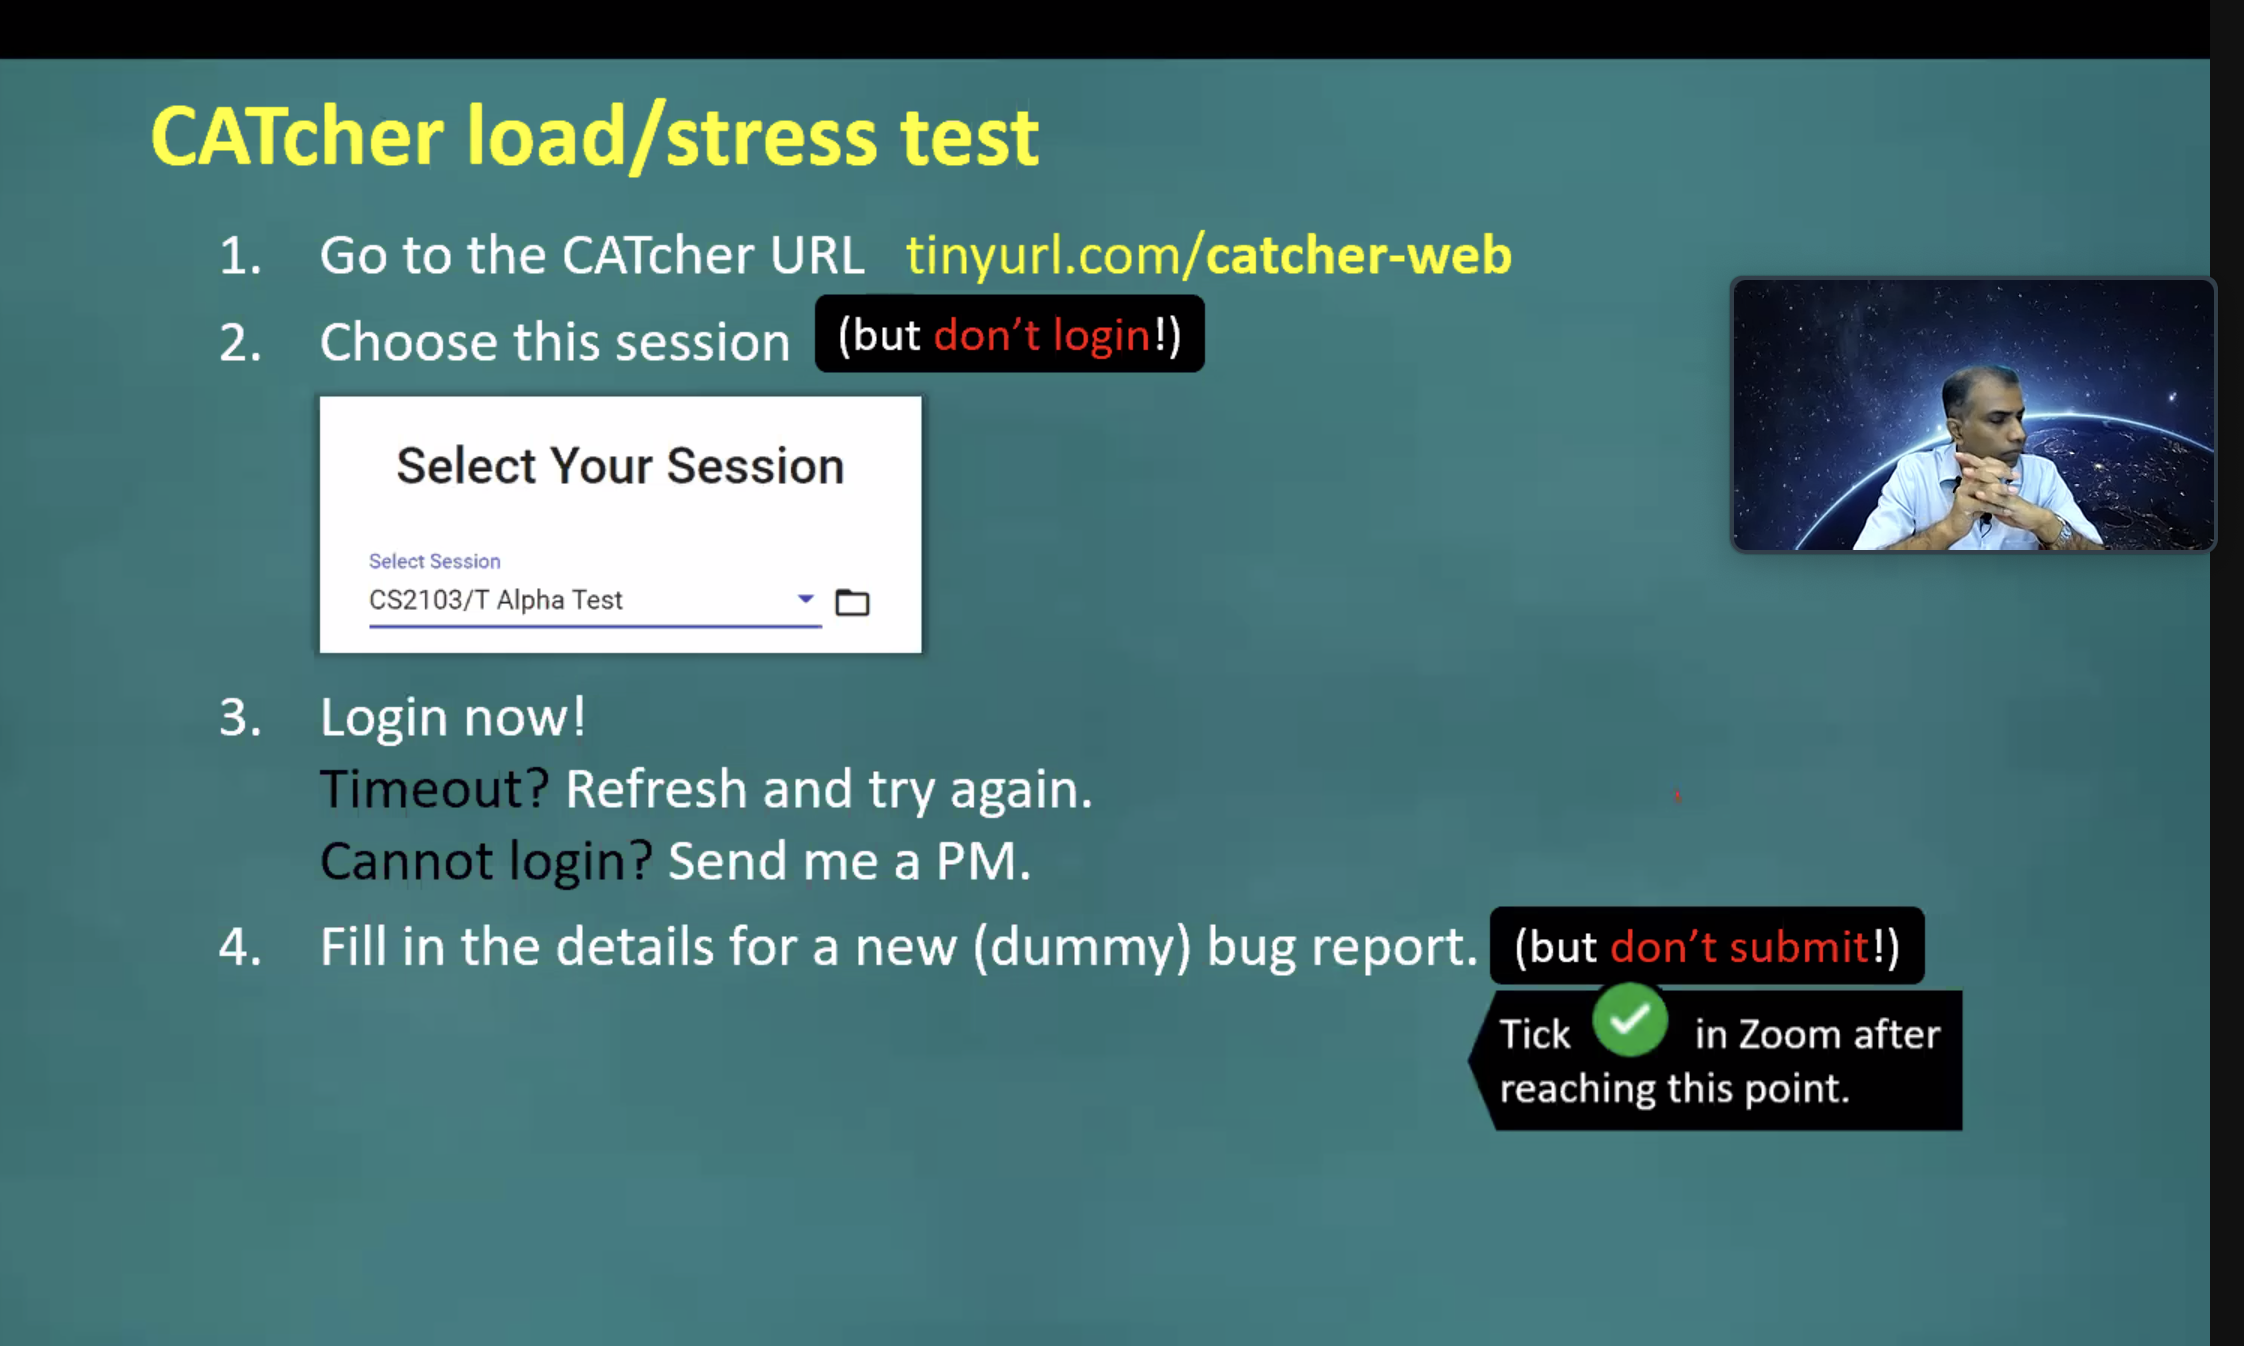 CATcher load/stress test
1. Go to the CATcher URL tinyurl.com/catcher-web
2. Choose this session (but don't login!)
Select Your Session
Select Session
CS2103/T Alpha Test
3. Login now!
Timeout? Refresh and try again.
Cannot login? Send me a PM.
4. Fill in the details for a new (dummy) bug report. (but don't submit!)
Tick in Zoom after
reaching this point.